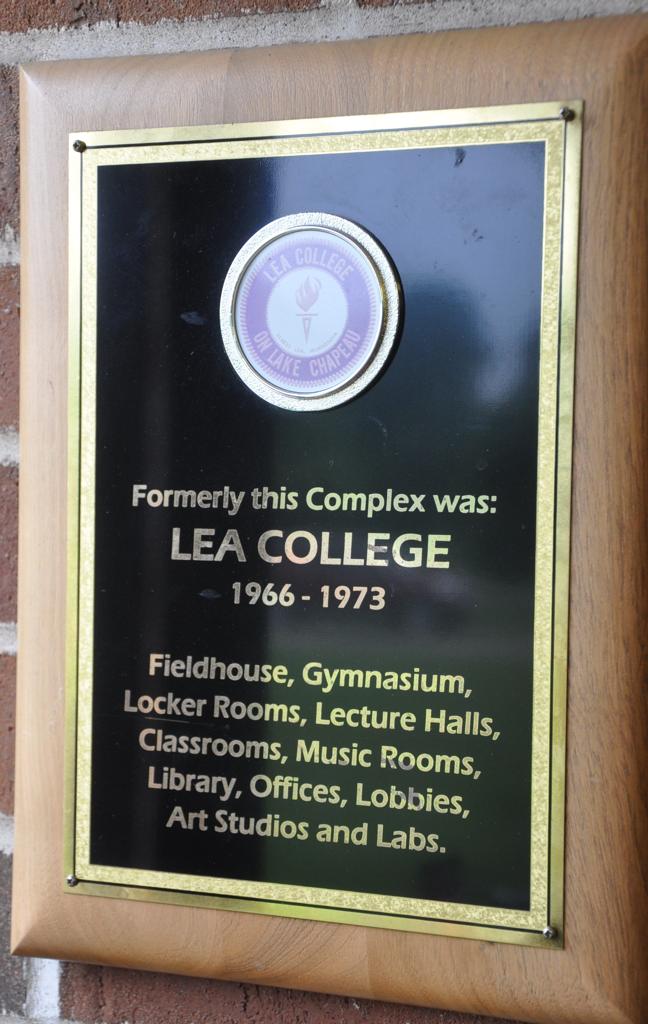 LEA COLLEGE
ON LAKE CHAPEAU
Formerly this Complex was:
LEA COLLEGE
1966 - 1973
Fieldhouse, Gymnasium,
Locker Rooms, Lecture Halls,
Classrooms, Music Rooms,
Library, Offices, Lobbies,
Art Studios and Labs.